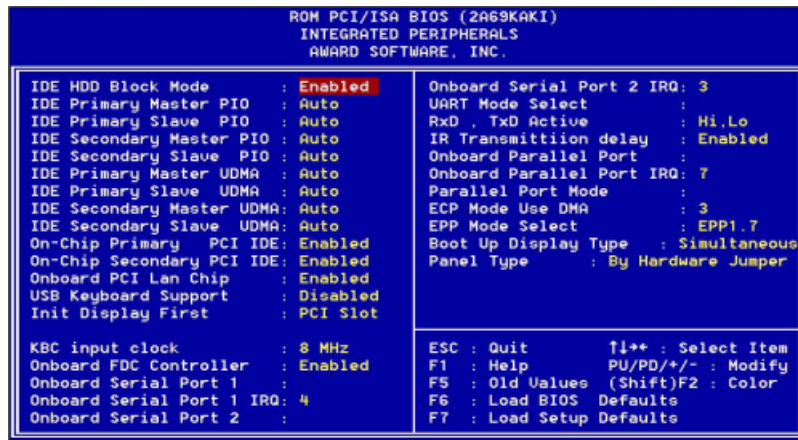 ROM PCI/ISA BIOS (2A69KAKI)
INTEGRATED PERIPHERALS
AWARD SOFTWARE, INC.
IDE HDD Block Mode : Enabled
IDE Primary Master PIO : Auto
IDE Primary Slave PIO : Auto
IDE Secondary Master PIO : Auto
IDE Secondary Slave PIO : Auto
IDE Primary Master UDMA : Auto
IDE Primary Slave UDMA : Auto
IDE Secondary Master UDMA: Auto
IDE Secondary Slave UDMA: Auto
On-Chip Primary PCI IDE: Enabled
On-Chip Secondary PCI IDE: Enabled
Onboard PCI Lan Chip : Enabled
USB Keyboard Support : Disabled
Init Display First : PCI Slot
KBC input clock : 8 MHz
Onboard FDC Controller : Enabled
Onboard Serial Port 1 :
Onboard Serial Port 1 IRQ: 4
Onboard Serial Port 2 :
Onboard Serial Port 2 IRQ: 3
UART Mode Select :
RxD , TxD Active : Hi,Lo
IR Transmittiion delay : Enabled
Onboard Parallel Port :
Onboard Parallel Port IRQ: 7
Parallel Port Mode :
ECP Mode Use DMA : 3
EPP Mode Select : EPP1.7
Boot Up Display Type : Simultaneous
Panel Type : By Hardware Jumper
ESC : Quit ↑↓→← : Select Item
F1 : Help PU/PD/+/- : Modify
F5 : Old Values (Shift)F2 : Color
F6 : Load BIOS Defaults
F7 : Load Setup Defaults